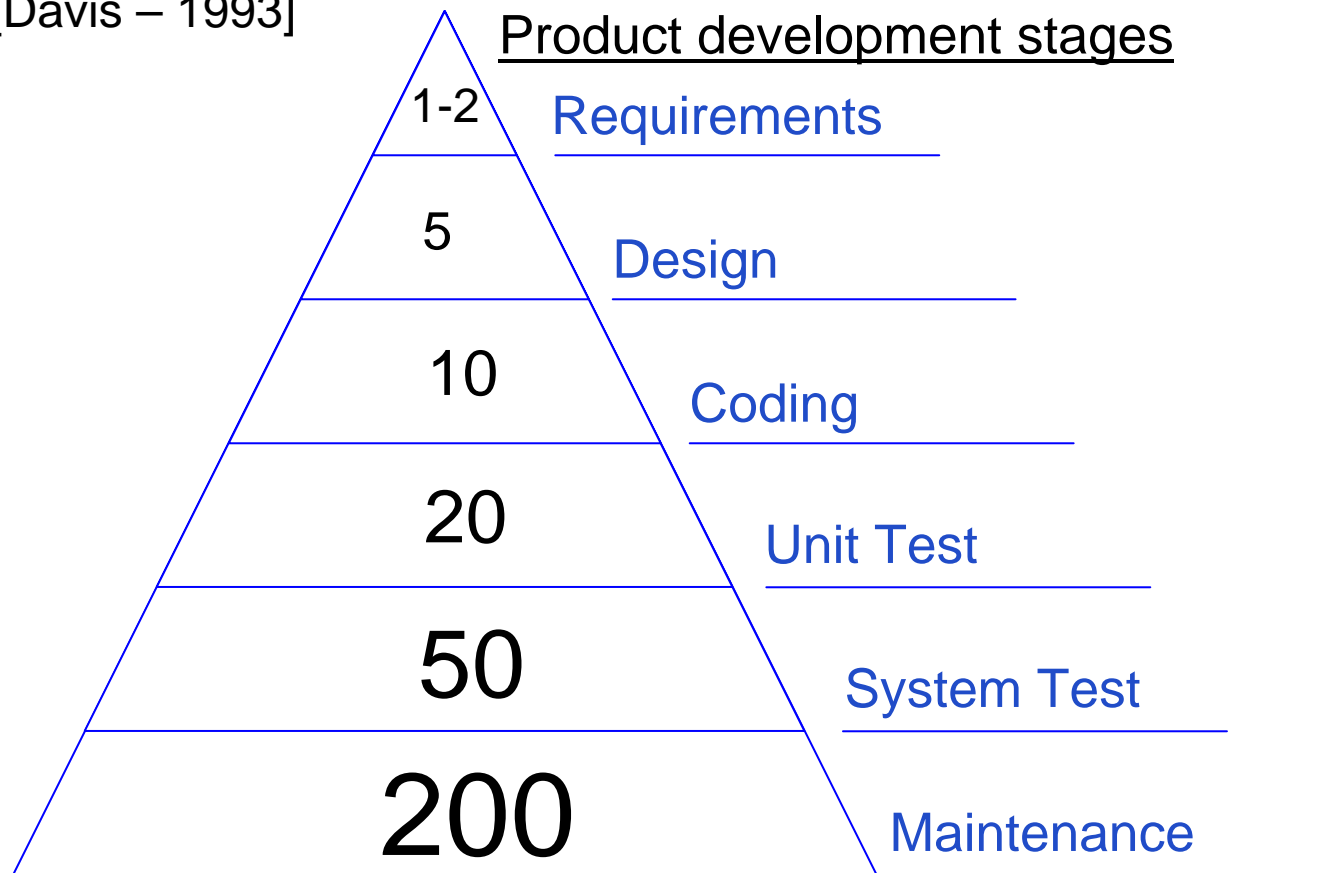 [Davis – 1993]
Product development stages
1-2
Requirements
5
Design
10
Coding
20
Unit Test
50
System Test
200
Maintenance